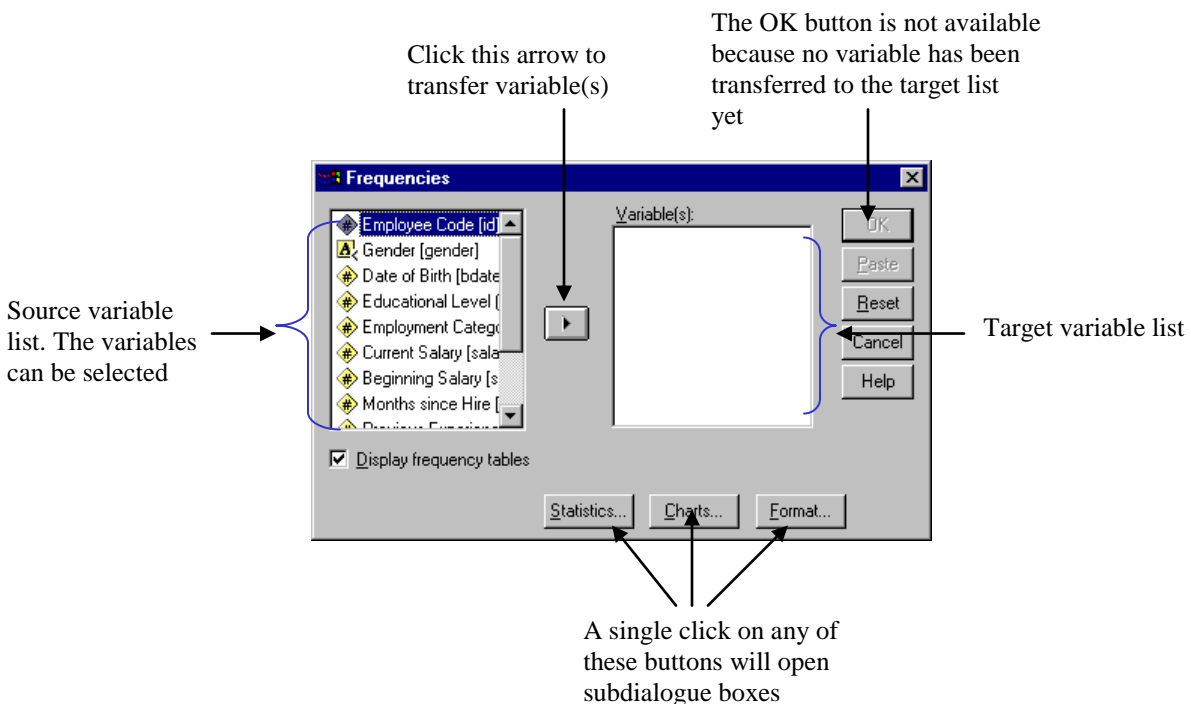 The OK button is not available
because no variable has been
transferred to the target list
yet
Click this arrow to
transfer variable(s)
Frequencies
Variable(s):
Employee Code [id]
Gender [gender]
Date of Birth [bdate
Educational Level (
Employment Catego
Current Salary [sala
Beginning Salary [s
Months since Hire [
OK
Paste
Reset
Cancel
Help
Source variable
list. The variables
can be selected
Target variable list
Display frequency tables
Statistics...
Charts...
Format...
A single click on any of
these buttons will open
subdialogue boxes